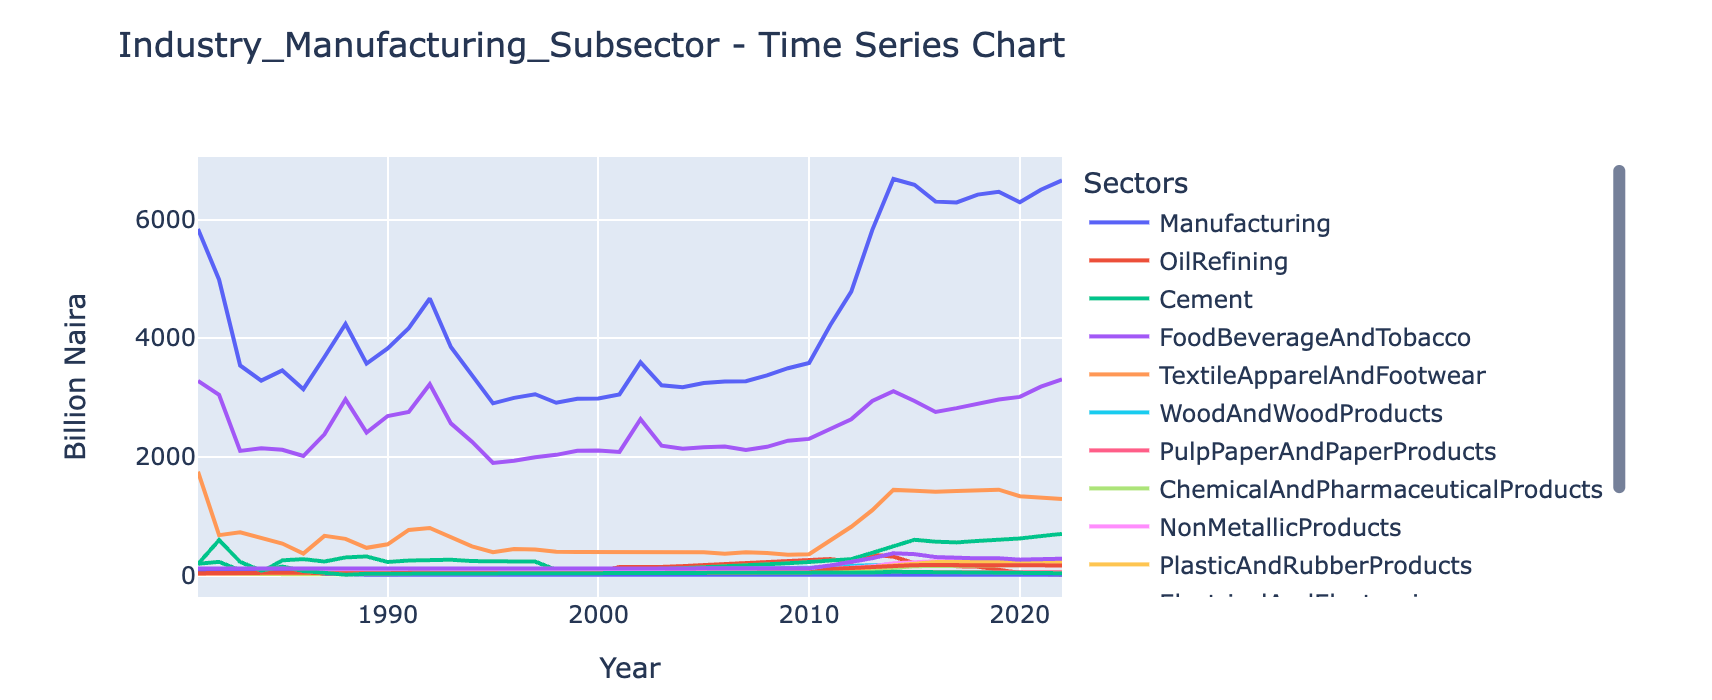 Industry_Manufacturing_Subsector - Time Series Chart
Billion Naira
6000
4000
2000
0
1990 2000 2010 2020
Year
Sectors
Manufacturing
OilRefining
Cement
FoodBeverageAndTobacco
TextileApparelAndFootwear
WoodAndWoodProducts
PulpPaperAndPaperProducts
ChemicalAndPharmaceuticalProducts
NonMetallicProducts
PlasticAndRubberProducts